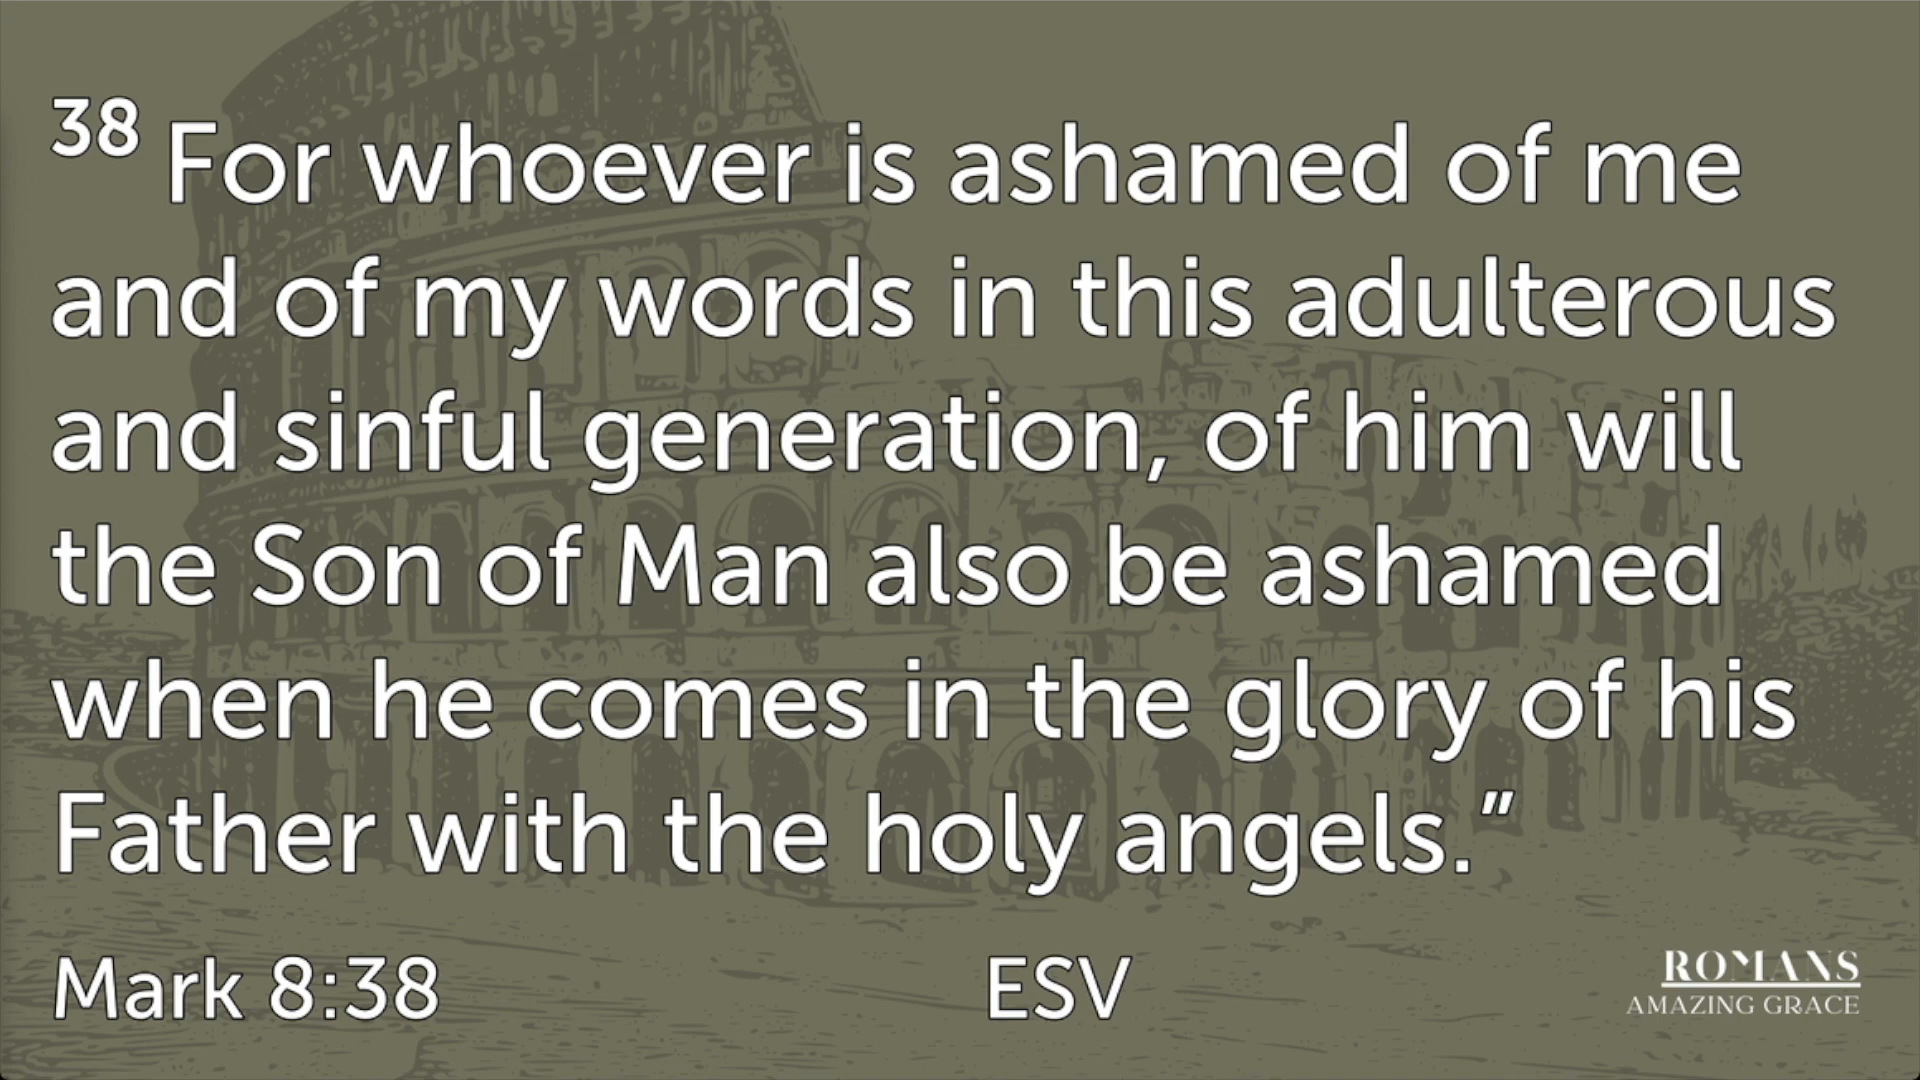 38 For whoever is ashamed of me
and of my words in this adulterous
and sinful generation, of him will
the Son of Man also be ashamed
when he comes in the glory of his
Father with the holy angels.”
Mark 8:38 ESV
ROMANS
AMAZING GRACE